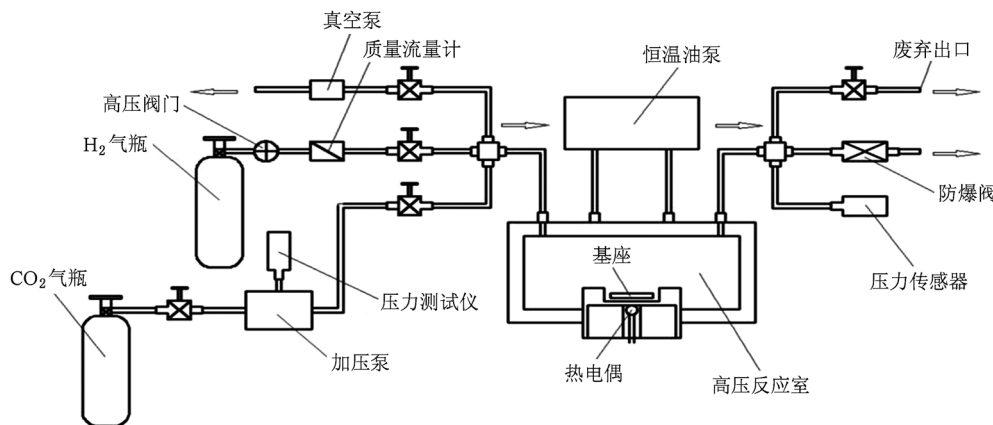 真空泵
质量流量计
恒温油泵
废弃出口
高压阀门
H₂气瓶
防爆阀
基座
CO₂气瓶
压力测试仪
压力传感器
加压泵
热电偶
高压反应室